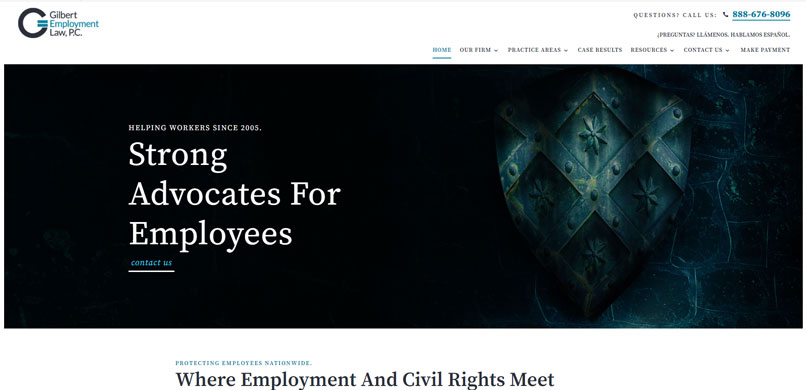 Gilbert
Employment
Law, P.C.
QUESTIONS? CALL US: 888-676-8096
¿PREGUNTAS? LLÁMENOS. HABLAMOS ESPAÑOL.
HOME OUR FIRM PRACTICE AREAS CASE RESULTS RESOURCES CONTACT US MAKE PAYMENT
HELPING WORKERS SINCE 2005.
Strong
Advocates For
Employees
contact us
PROTECTING EMPLOYEES NATIONWIDE.
Where Employment And Civil Rights Meet